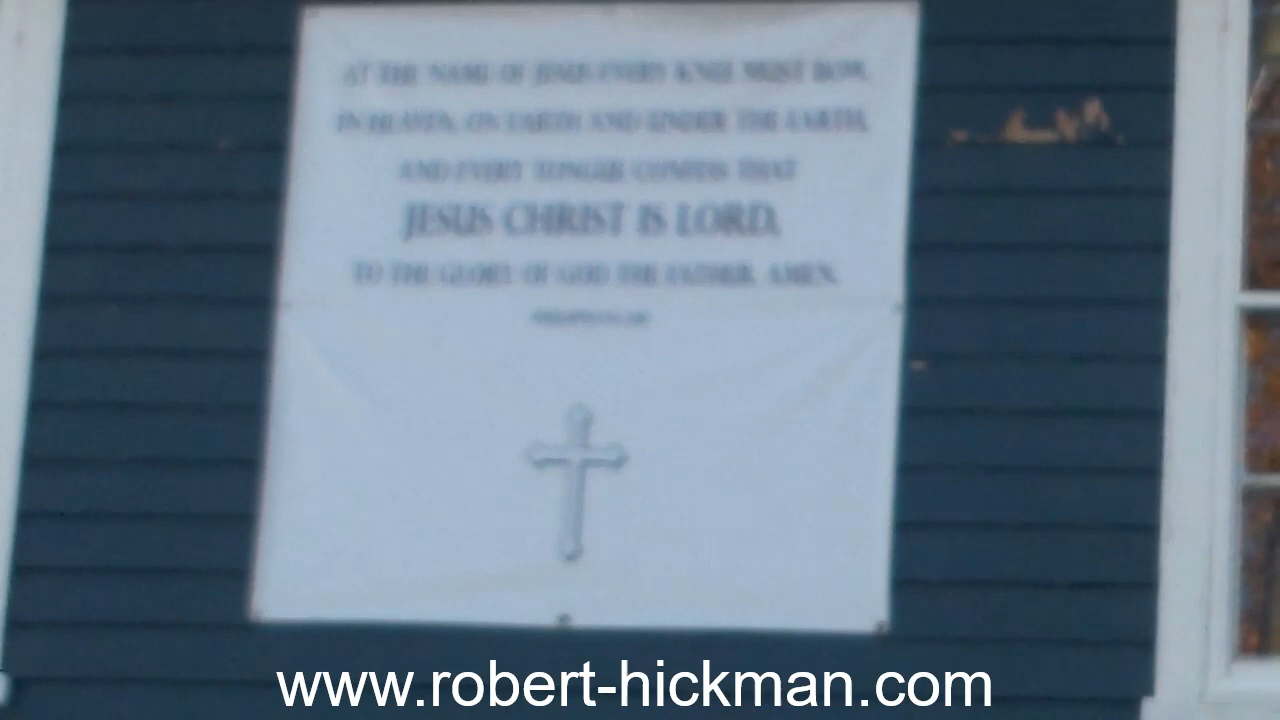 AT THE NAME OF JESUS EVERY KNEE MUST BOW,
IN HEAVEN, ON EARTH AND UNDER THE EARTH,
AND EVERY TONGUE CONFESS THAT
JESUS CHRIST IS LORD,
TO THE GLORY OF GOD THE FATHER. AMEN.
www.robert-hickman.com